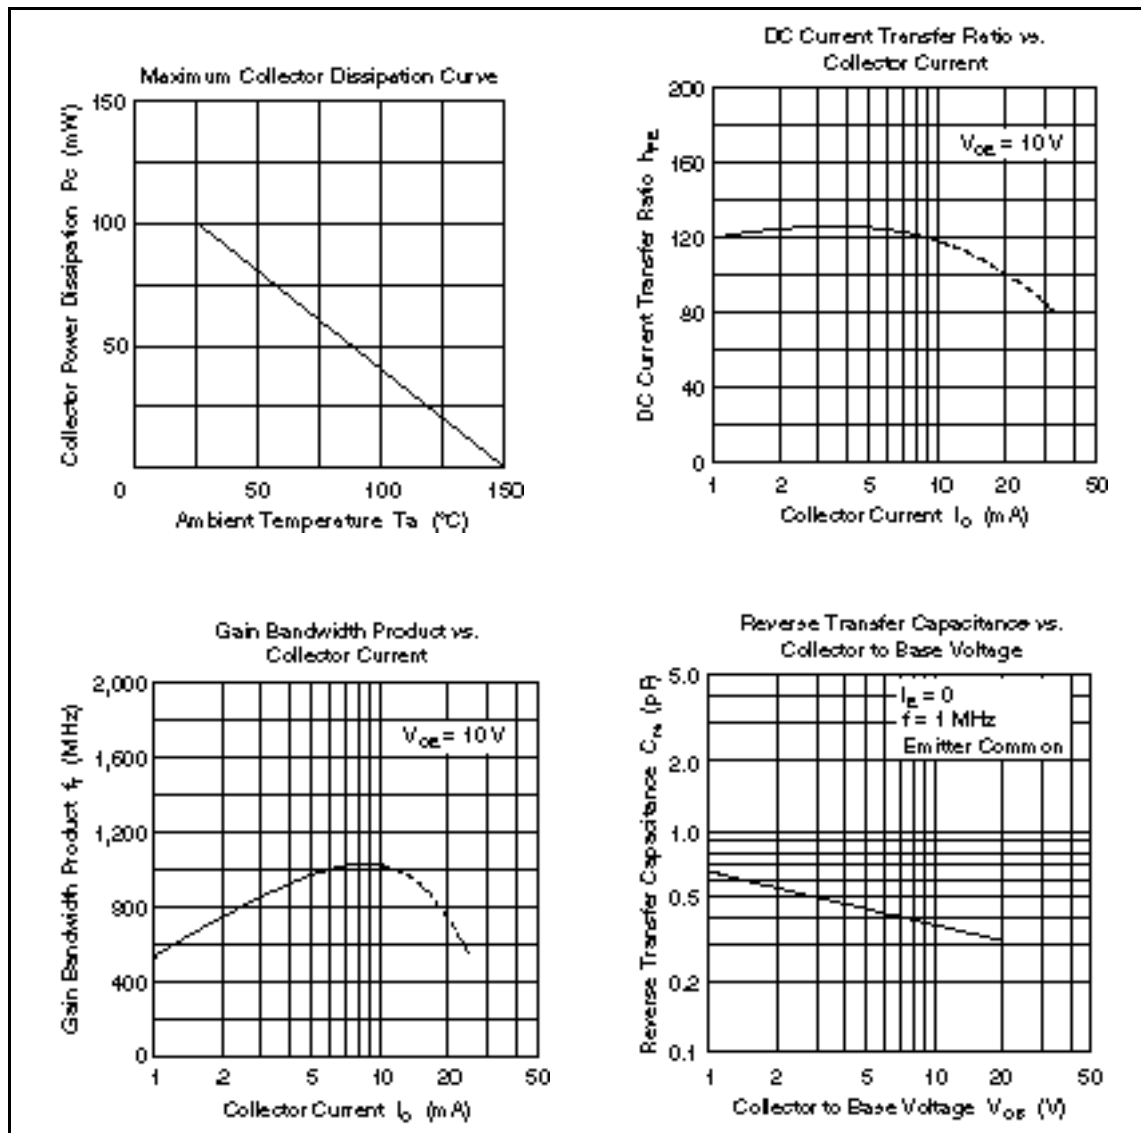 Maximum Collector Dissipation Curve
Collector Power Dissipation Pc (mW)
150
100
50
0
50
100
150
Ambient Temperature Ta (°C)
DC Current Transfer Ratio vs.
Collector Current
DC Current Transfer Ratio hFE
200
160
120
80
40
0
VCE = 10 V
1
2
5
10
20
50
Collector Current IC (mA)
Gain Bandwidth Product vs.
Collector Current
Gain Bandwidth Product fT (MHz)
2,000
1,600
1,200
800
400
0
VCE = 10 V
1
2
5
10
20
50
Collector Current IC (mA)
Reverse Transfer Capacitance vs.
Collector to Base Voltage
Reverse Transfer Capacitance Cre (pF)
5.0
2.0
1.0
0.5
0.2
0.1
IE = 0
f = 1 MHz
Emitter Common
1
2
5
10
20
50
Collector to Base Voltage VCB (V)